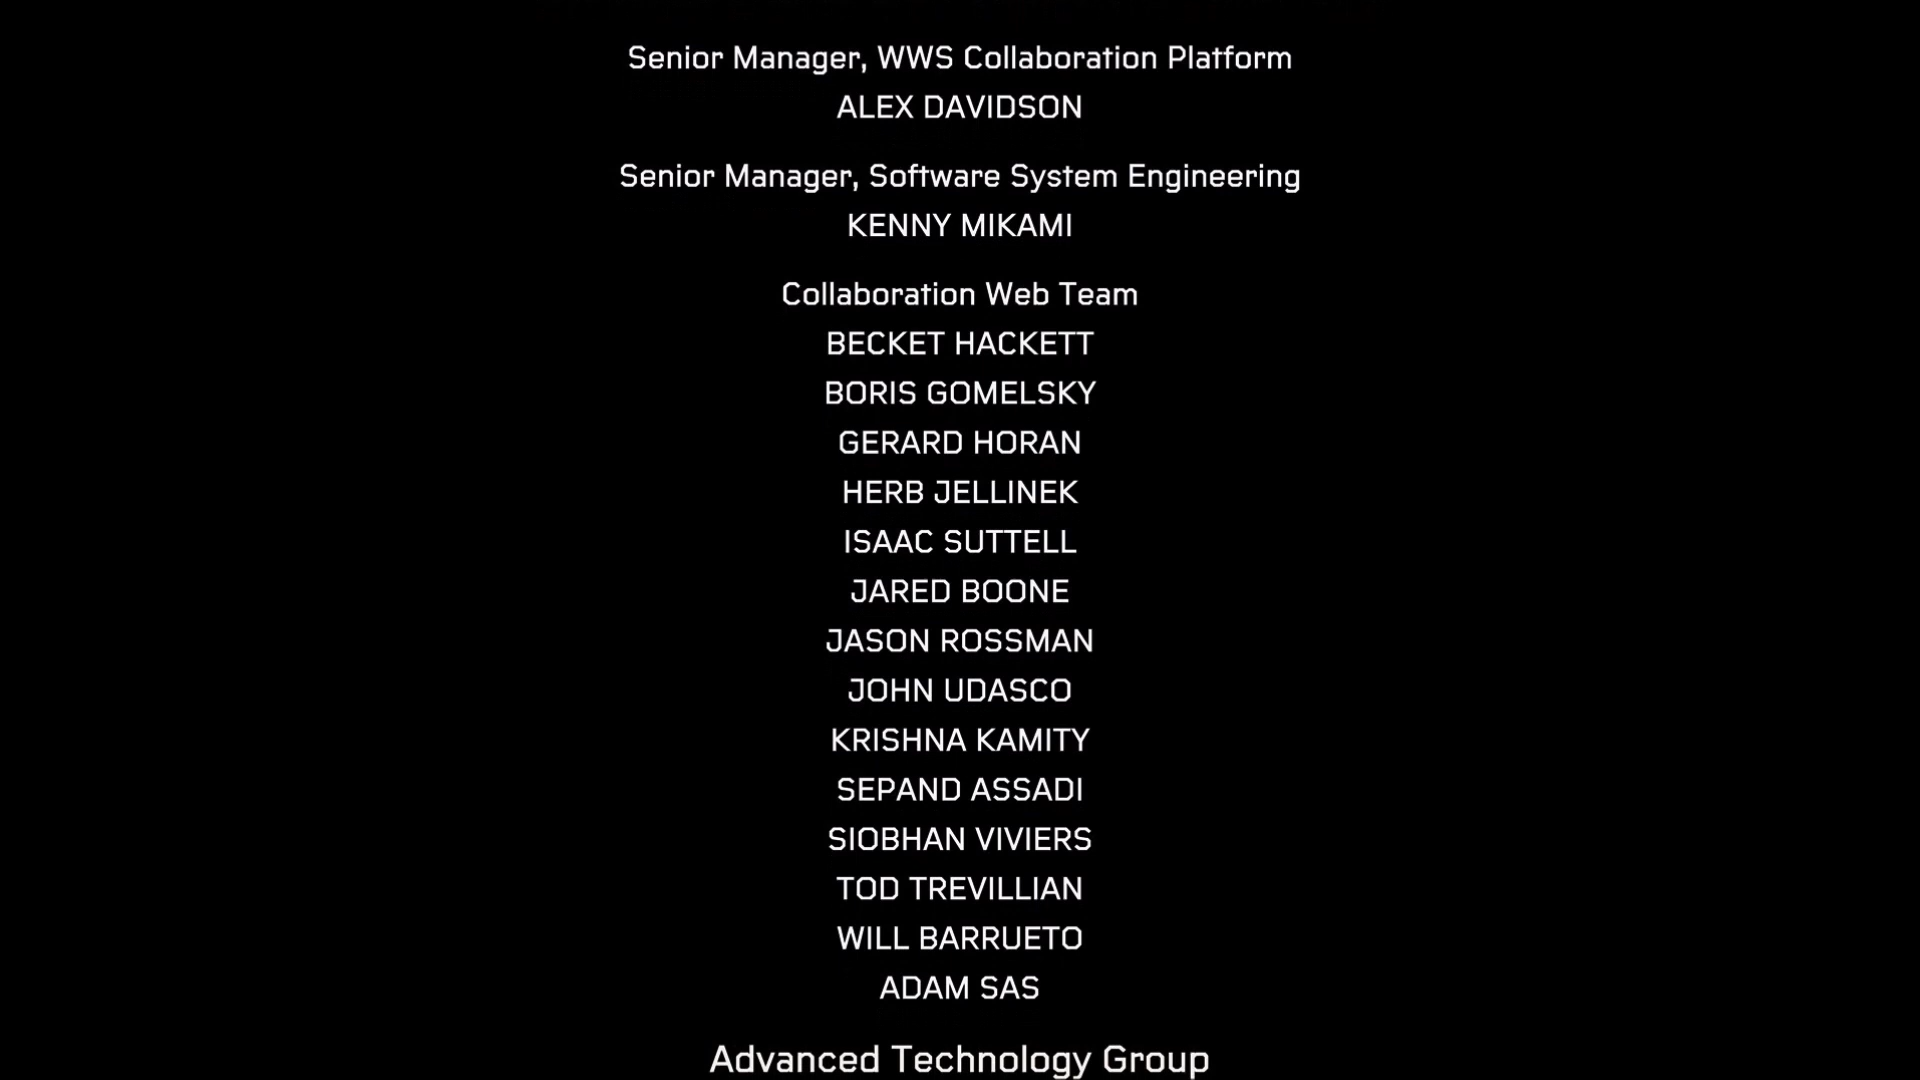 Senior Manager, WWS Collaboration Platform
ALEX DAVIDSON
Senior Manager, Software System Engineering
KENNY MIKAMI
Collaboration Web Team
BECKET HACKETT
BORIS GOMELSKY
GERARD HORAN
HERB JELLINEK
ISAAC SUTTELL
JARED BOONE
JASON ROSSMAN
JOHN UDASCO
KRISHNA KAMITY
SEPAND ASSADI
SIOBHAN VIVIERS
TOD TREVILLIAN
WILL BARRUETO
ADAM SAS
Advanced Technology Group